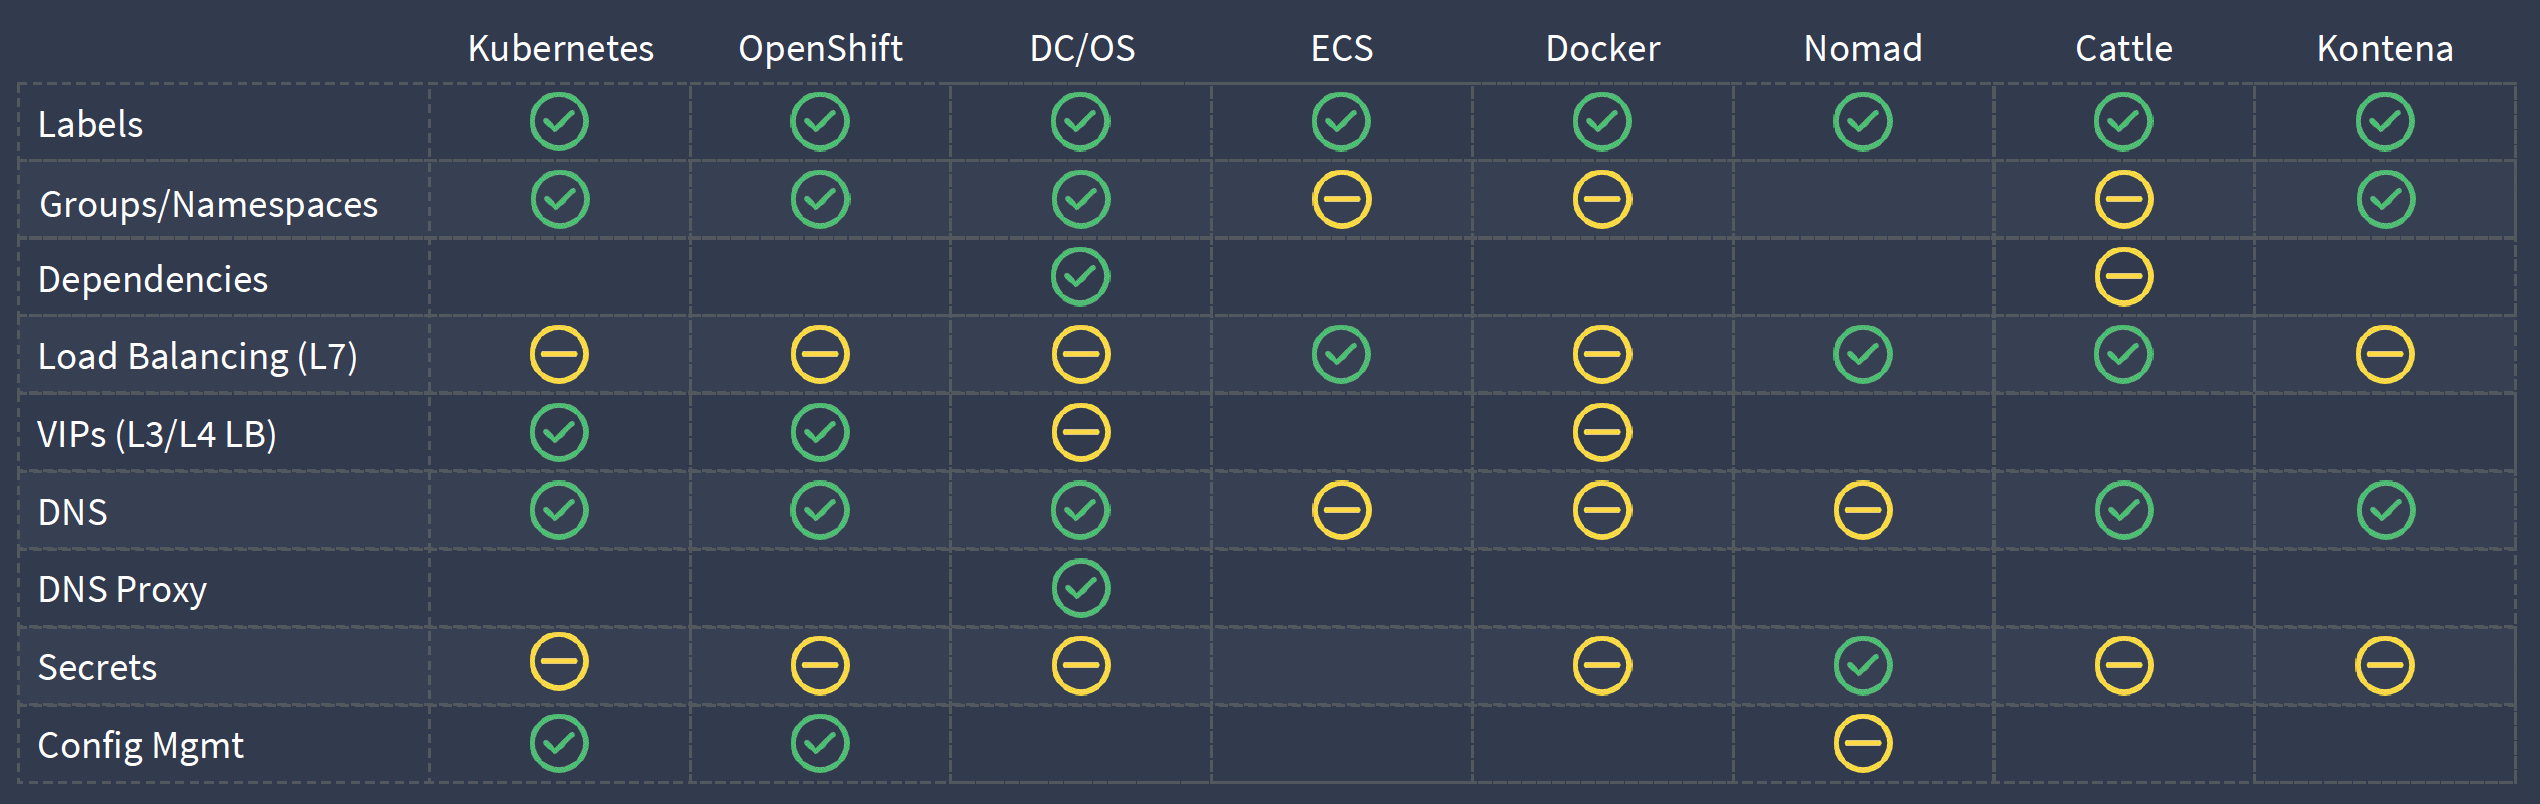 Kubernetes OpenShift DC/OS ECS Docker Nomad Cattle Kontena
Labels
Groups/Namespaces
Dependencies
Load Balancing (L7)
VIPs (L3/L4 LB)
DNS
DNS Proxy
Secrets
Config Mgmt